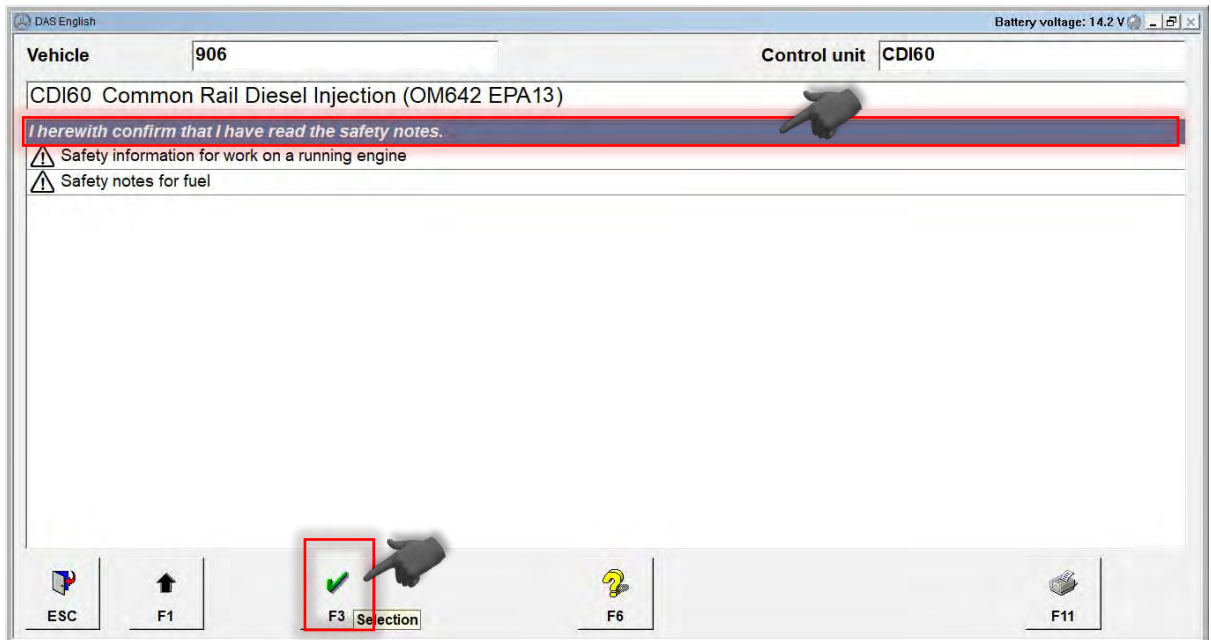 DAS English Battery voltage: 14.2 V
Vehicle 906 Control unit CDI60
CDI60 Common Rail Diesel Injection (OM642 EPA13)
I herewith confirm that I have read the safety notes.
Safety information for work on a running engine
Safety notes for fuel
ESC F1 F3 Selection F6 F11